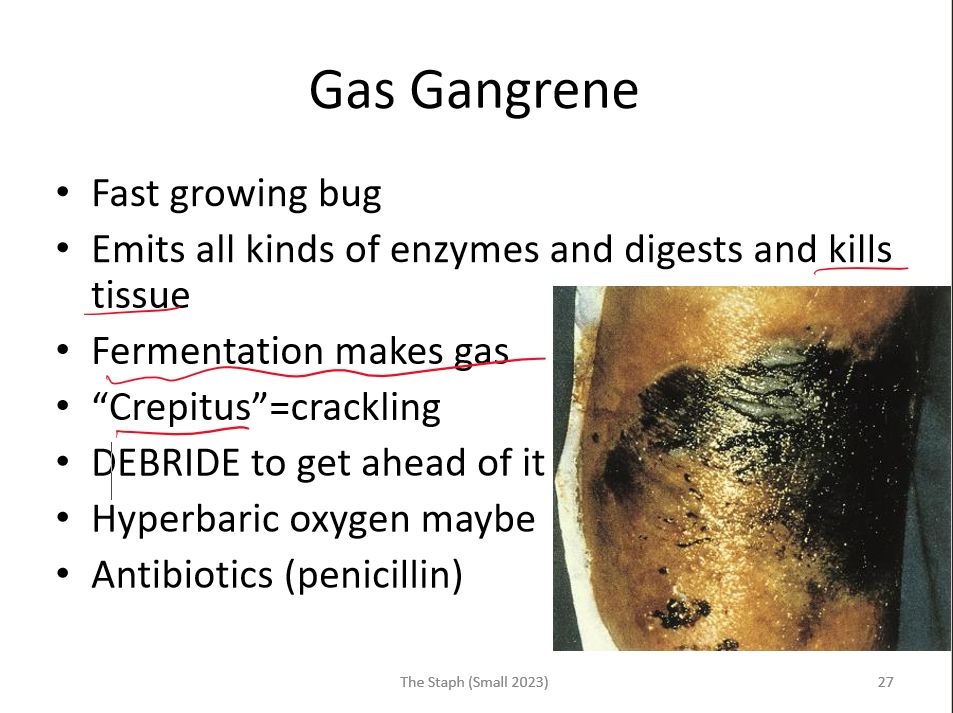 Gas Gangrene
• Fast growing bug
• Emits all kinds of enzymes and digests and kills
tissue
• Fermentation makes gas
• “Crepitus”=crackling
• DEBRIDE to get ahead of it
• Hyperbaric oxygen maybe
• Antibiotics (penicillin)
The Staph (Small 2023)
27